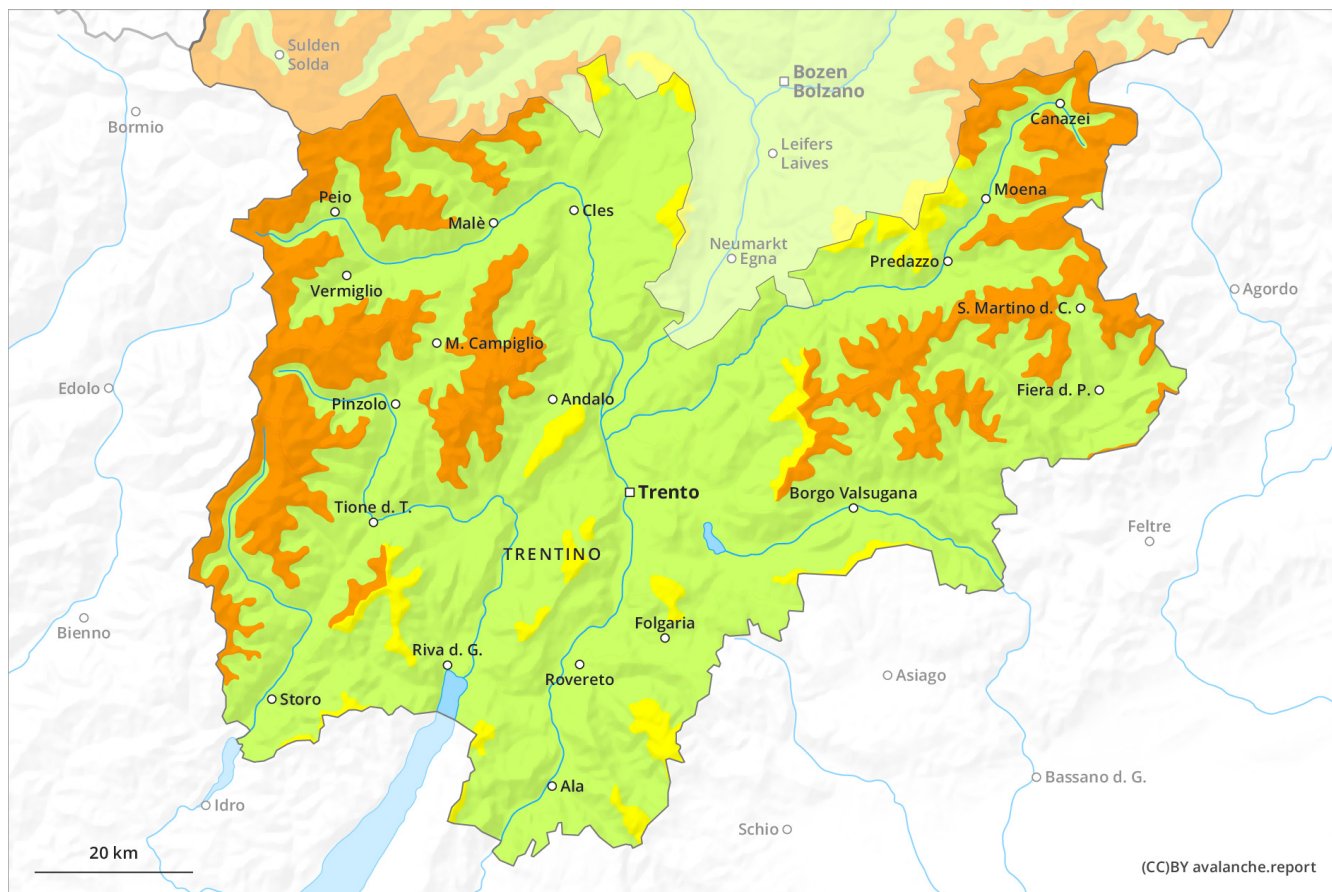 Sulden
Solda
Bozen
Bolzano
Bormio
Canazei
Leifers
Laives
Peio
Moena
Malè
Cles
Neumarkt
Egna
Predazzo
Vermiglio
Agordo
S. Martino d. C.
M. Campiglio
Edolo
Fiera d. P.
Andalo
Pinzolo
Trento
Borgo Valsugana
Tione d. T.
Feltre
TRENTINO
Bienno
Folgaria
Riva d. G.
Rovereto
Asiago
Storo
Bassano d. G.
Ala
Idro
Schio
20 km
(CC)BY avalanche.report